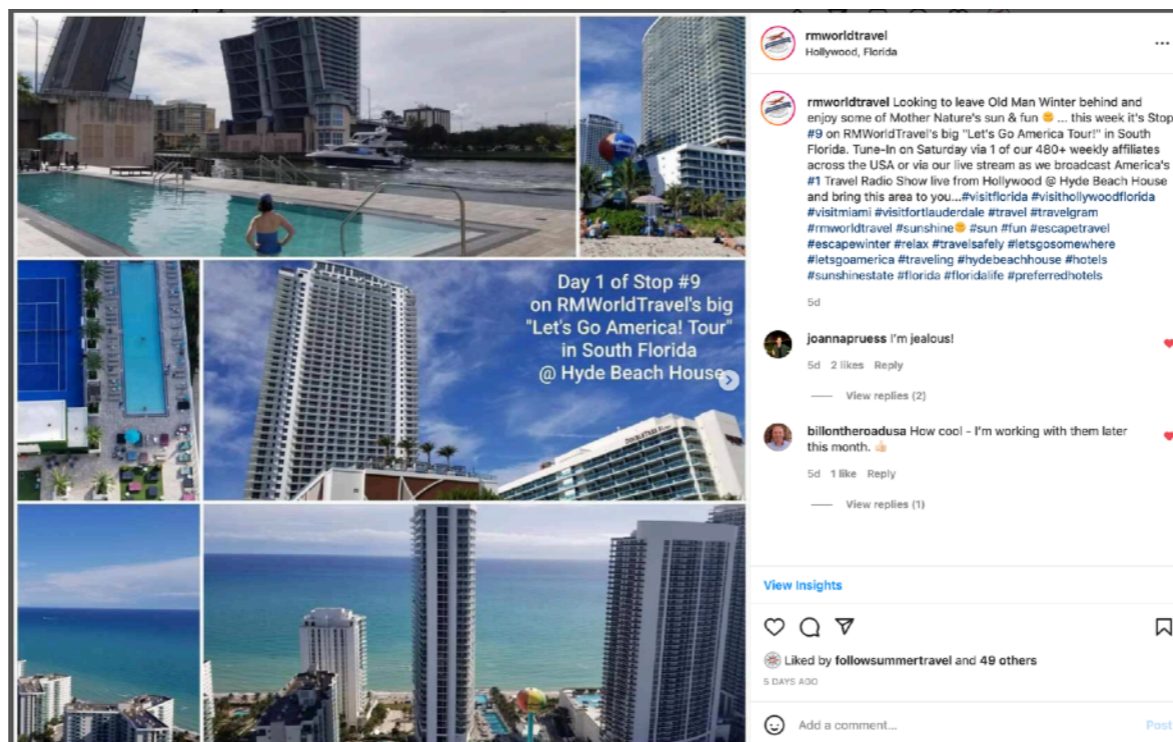 Day 1 of Stop #9
on RMWorldTravel's big
"Let's Go America! Tour"
in South Florida
@ Hyde Beach House
rmworldtravel
Hollywood, Florida
rmworldtravel Looking to leave Old Man Winter behind and
enjoy some of Mother Nature's sun & fun 🌞 ... this week it's Stop
#9 on RMWorldTravel's big "Let's Go America Tour!" in South
Florida. Tune-In on Saturday via 1 of our 480+ weekly affiliates
across the USA or via our live stream as we broadcast America's
#1 Travel Radio Show live from Hollywood @ Hyde Beach House
and bring this area to you...#visitflorida #visithollywoodflorida
#visitmiami #visitfortlauderdale #travel #travelgram
#rmworldtravel #sunshine🌞 #sun #fun #escapetravel
#escapewinter #relax #travelsafely #letsgosomewhere
#letsgoamerica #traveling #hydebeachhouse #hotels
#sunshinestate #florida #floridalife #preferredhotels
5d
joannapruess I'm jealous!
5d 2 likes Reply
View replies (2)
billontheroadusa How cool - I'm working with them later
this month. 👍🏻
5d 1 like Reply
View replies (1)
View Insights
Liked by followsummertravel and 49 others
5 DAYS AGO
Add a comment...
Post